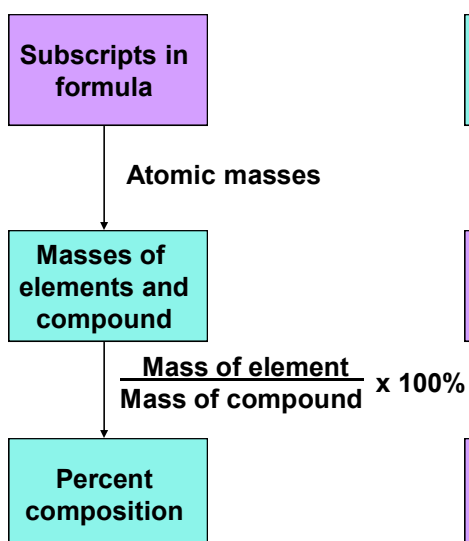 Subscripts in
formula
Atomic masses
Masses of
elements and
compound
Mass of element
Mass of compound
x 100%
Percent
composition